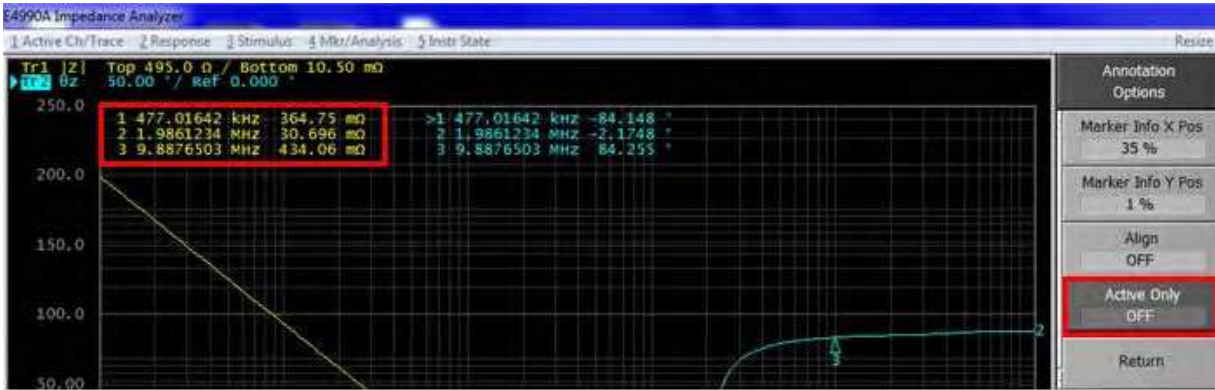 E4990A Impedance Analyzer
1 Active Ch/Trace 2 Response 3 Stimulus 4 Mkr/Analysis 5 Instr State Resize
Tr1 |Z| Top 495.0 Ω / Bottom 10.50 mΩ
Tr2 θz 50.00 °/ Ref 0.000 °
250.0
1 477.01642 kHz 364.75 mΩ >1 477.01642 kHz -84.148 °
2 1.9861234 MHz 30.696 mΩ 2 1.9861234 MHz -2.1748 °
3 9.8876503 MHz 434.06 mΩ 3 9.8876503 MHz 84.255 °
200.0
150.0
100.0
50.00
2
3
Annotation
Options
Marker Info X Pos
35 %
Marker Info Y Pos
1 %
Align
OFF
Active Only
OFF
Return